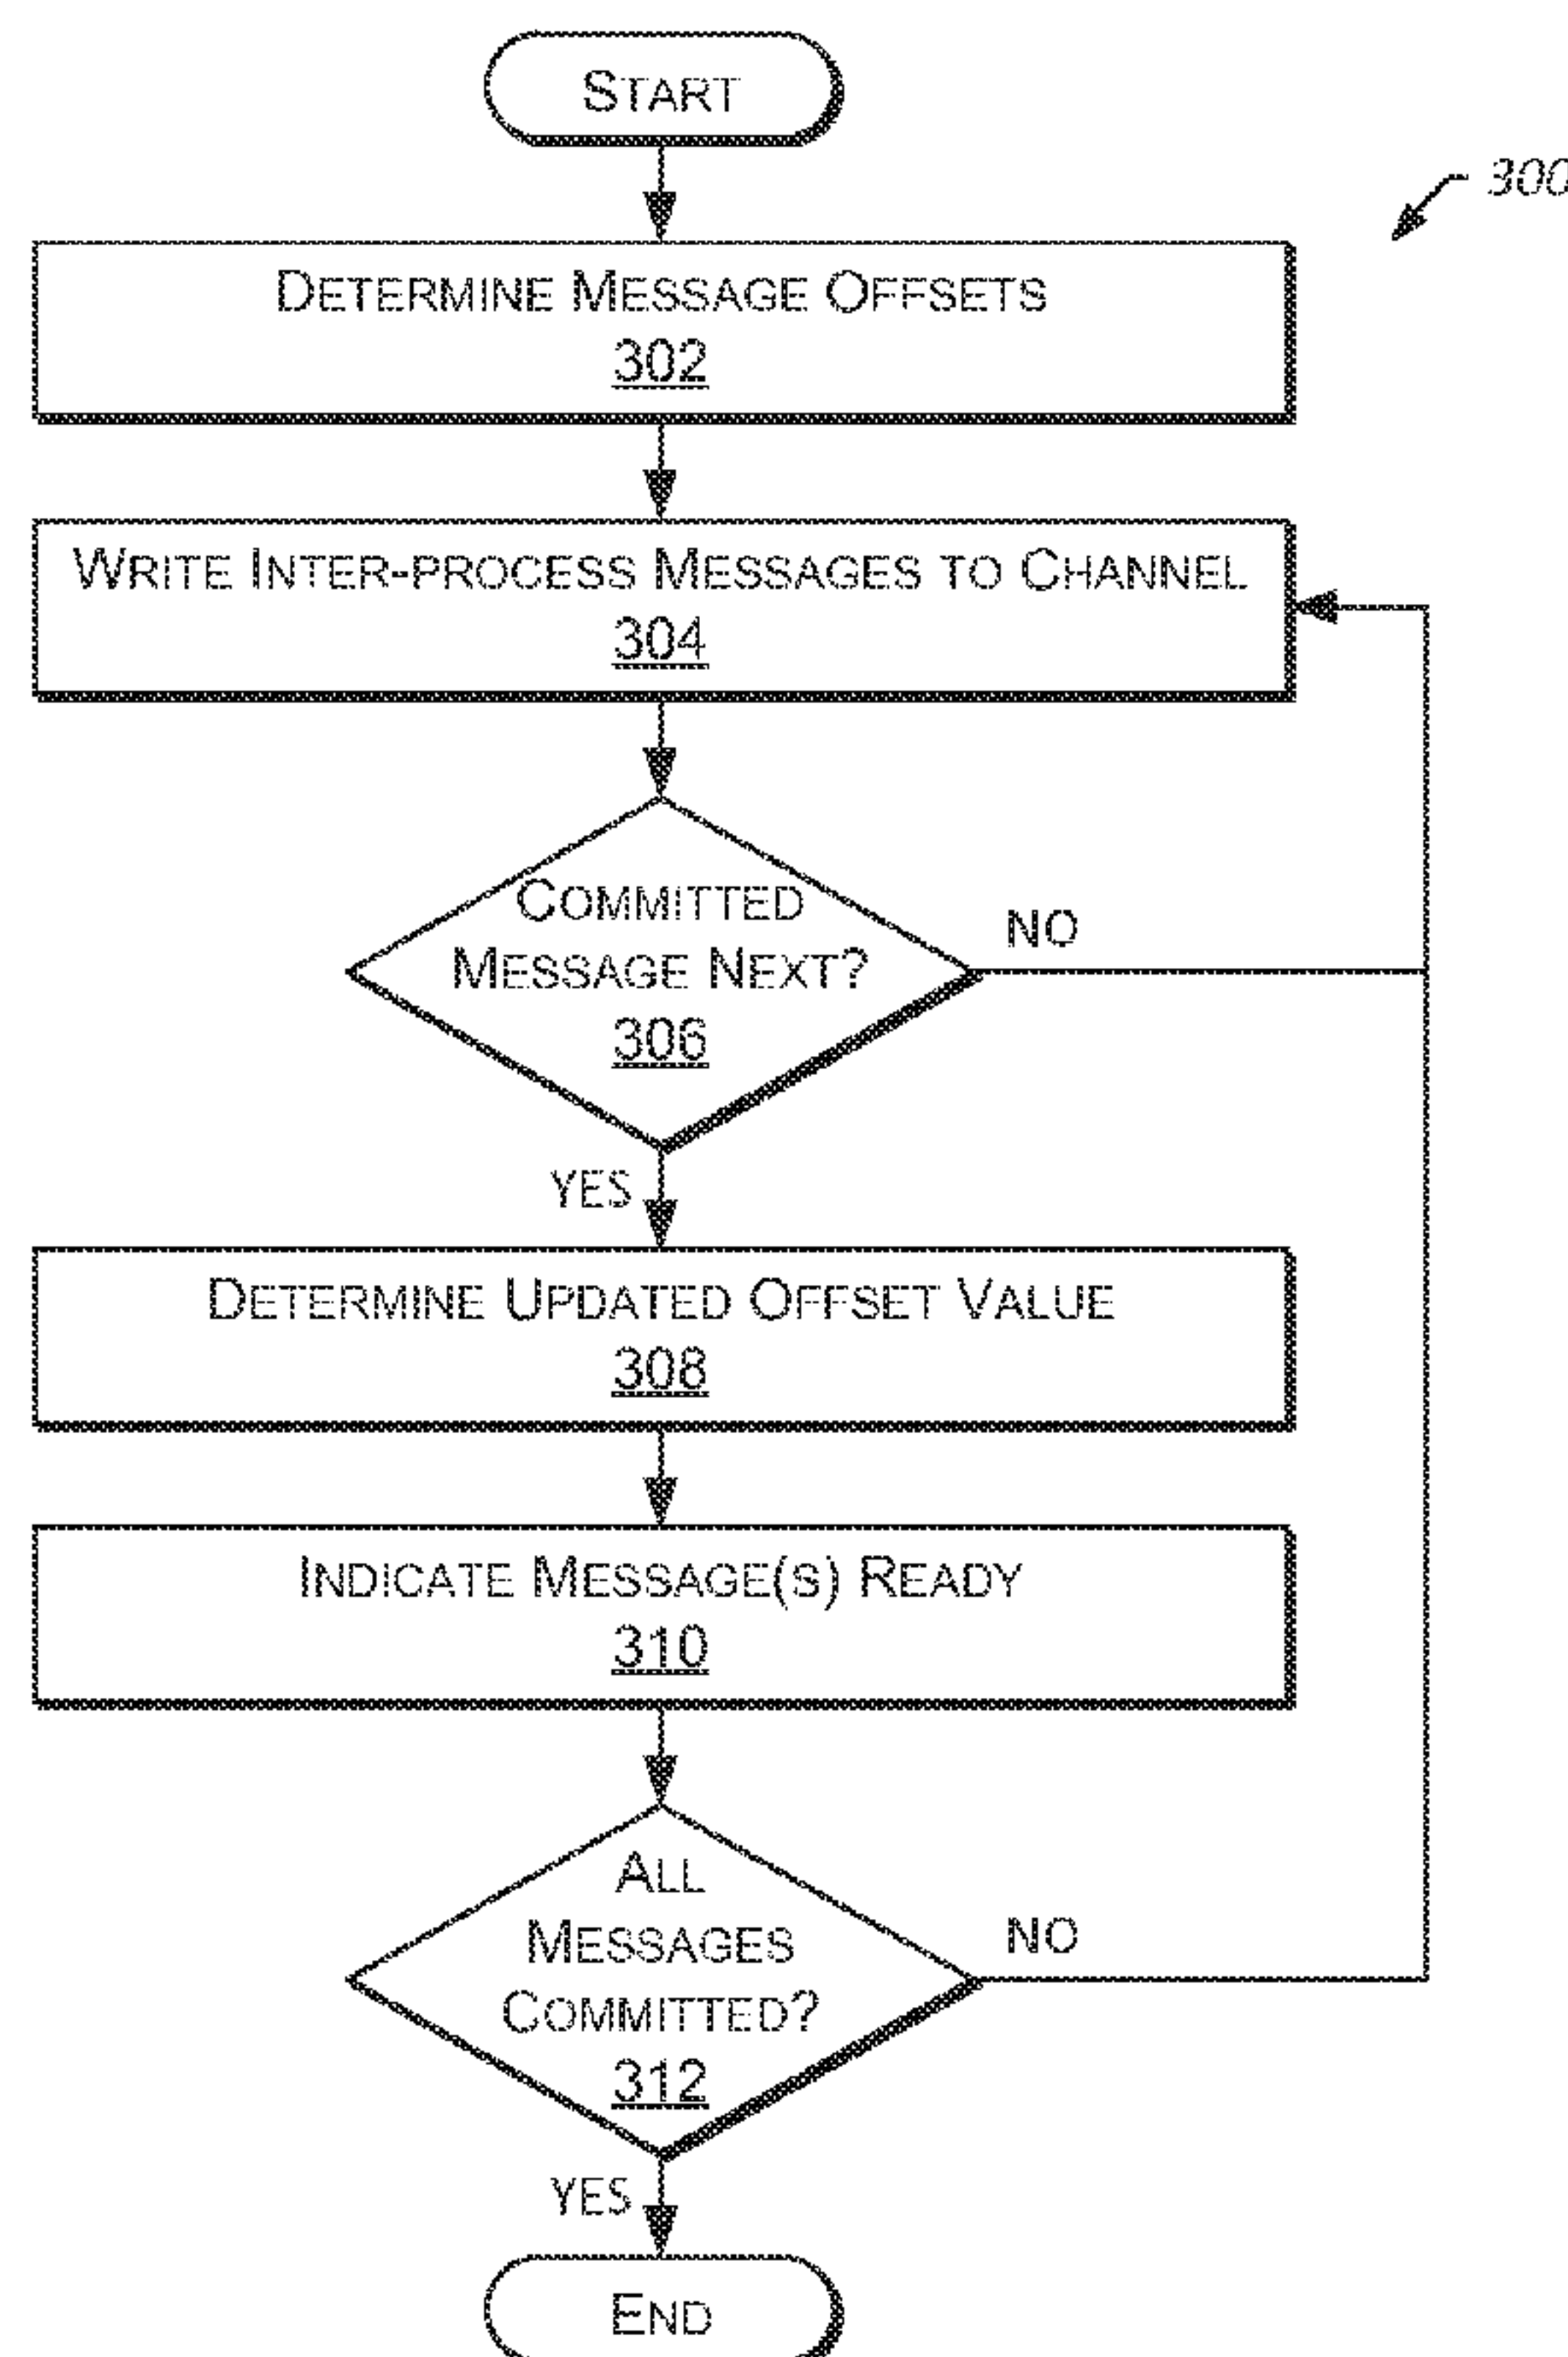 START
300
DETERMINE MESSAGE OFFSETS
302
WRITE INTER-PROCESS MESSAGES TO CHANNEL
304
COMMITTED
MESSAGE NEXT?
306
NO
YES
DETERMINE UPDATED OFFSET VALUE
308
INDICATE MESSAGE(S) READY
310
ALL
MESSAGES
COMMITTED?
312
NO
YES
END